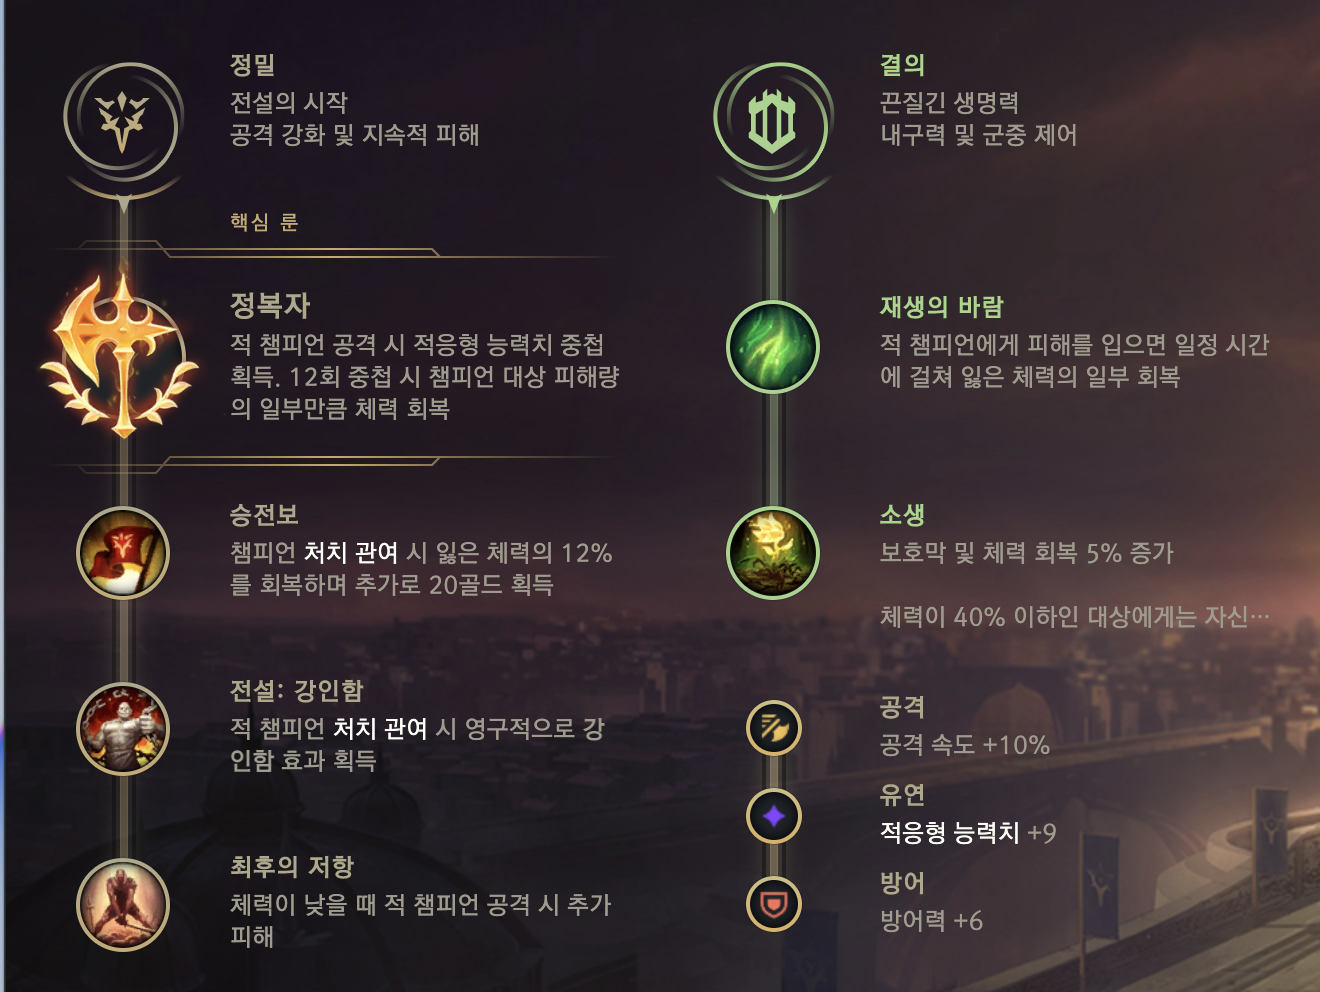 정밀
전설의 시작
공격 강화 및 지속적 피해
핵심 룬
정복자
적 챔피언 공격 시 적응형 능력치 중첩
획득. 12회 중첩 시 챔피언 대상 피해량
의 일부만큼 체력 회복
승전보
챔피언 처치 관여 시 잃은 체력의 12%
를 회복하며 추가로 20골드 획득
전설: 강인함
적 챔피언 처치 관여 시 영구적으로 강
인함 효과 획득
최후의 저항
체력이 낮을 때 적 챔피언 공격 시 추가
피해
결의
끈질긴 생명력
내구력 및 군중 제어
재생의 바람
적 챔피언에게 피해를 입으면 일정 시간
에 걸쳐 잃은 체력의 일부 회복
소생
보호막 및 체력 회복 5% 증가
체력이 40% 이하인 대상에게는 자신…
공격
공격 속도 +10%
유연
적응형 능력치 +9
방어
방어력 +6